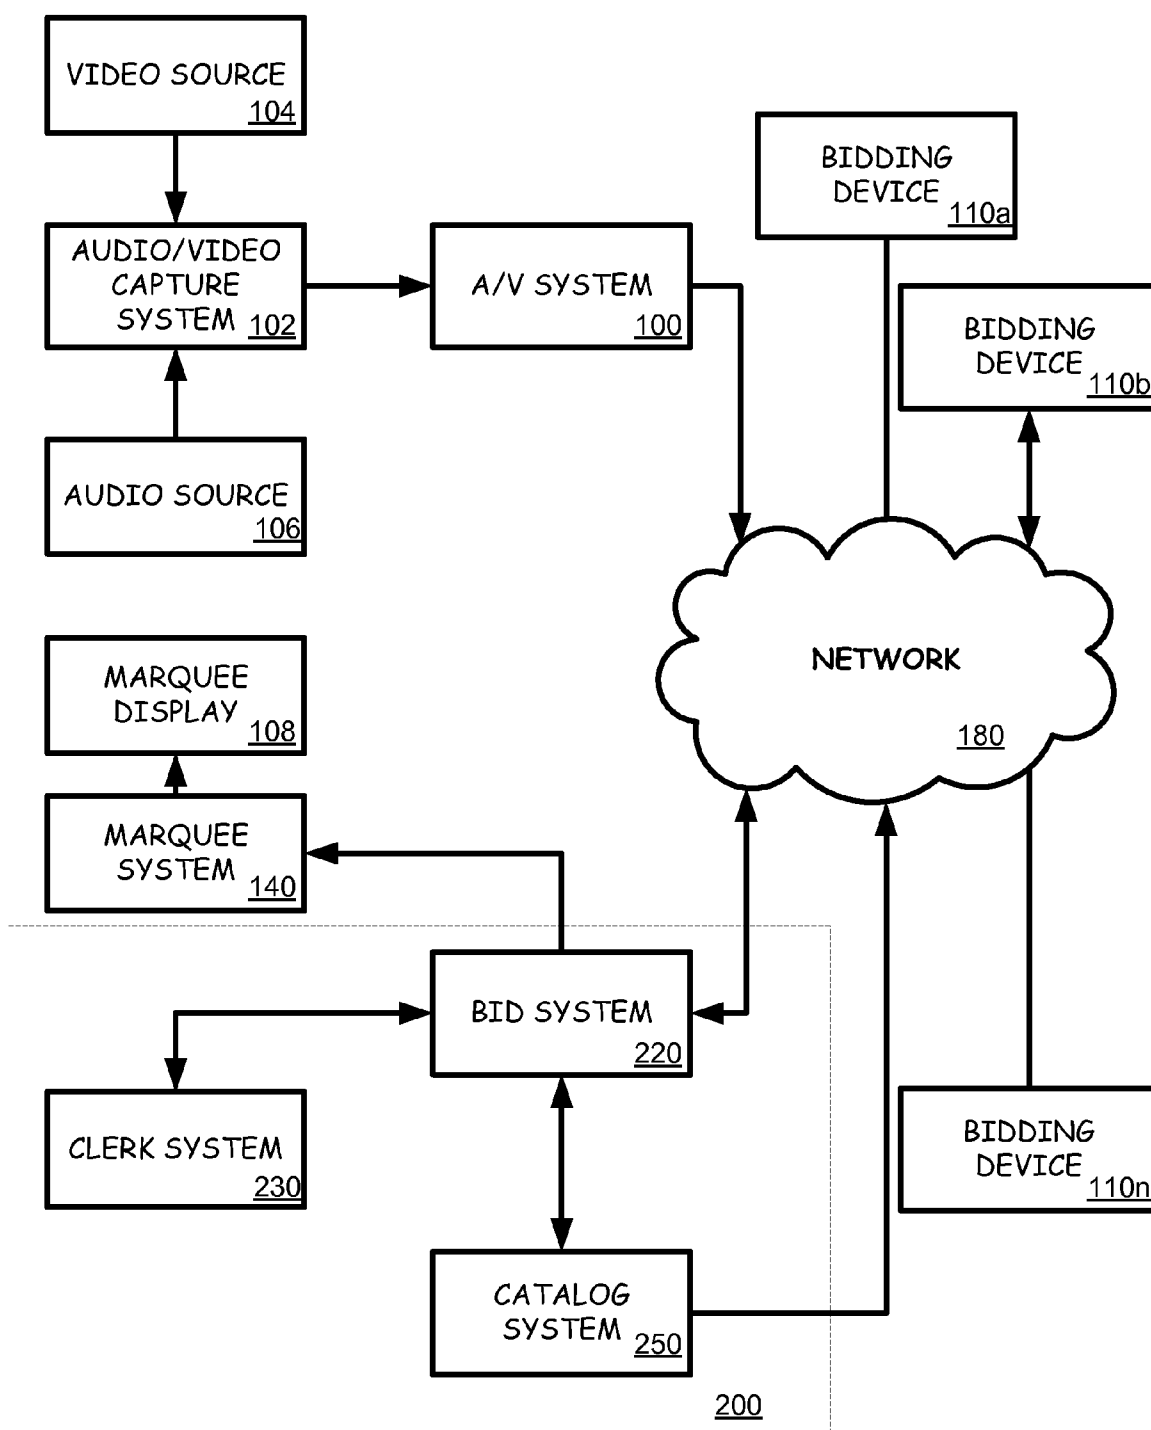 VIDEO SOURCE
104
AUDIO/VIDEO
CAPTURE
SYSTEM
102
A/V SYSTEM
100
AUDIO SOURCE
106
BIDDING
DEVICE
110a
BIDDING
DEVICE
110b
NETWORK
180
MARQUEE
DISPLAY
108
MARQUEE
SYSTEM
140
BID SYSTEM
220
CLERK SYSTEM
230
BIDDING
DEVICE
110n
CATALOG
SYSTEM
250
200